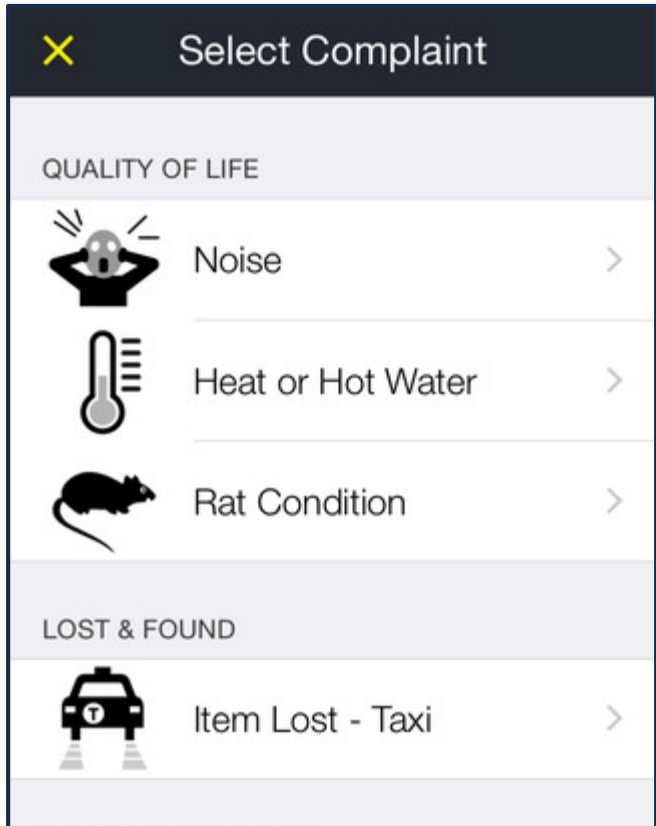 Select Complaint
QUALITY OF LIFE
Noise
Heat or Hot Water
Rat Condition
LOST & FOUND
T
Item Lost - Taxi